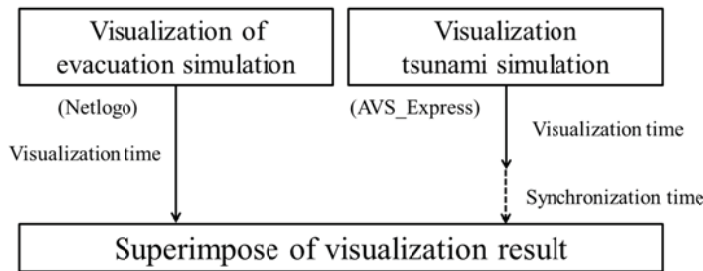 Visualization of
evacuation simulation
Visualization
tsunami simulation
(Netlogo)
(AVS_Express)
Visualization time
Visualization time
Synchronization time
Superimpose of visualization result